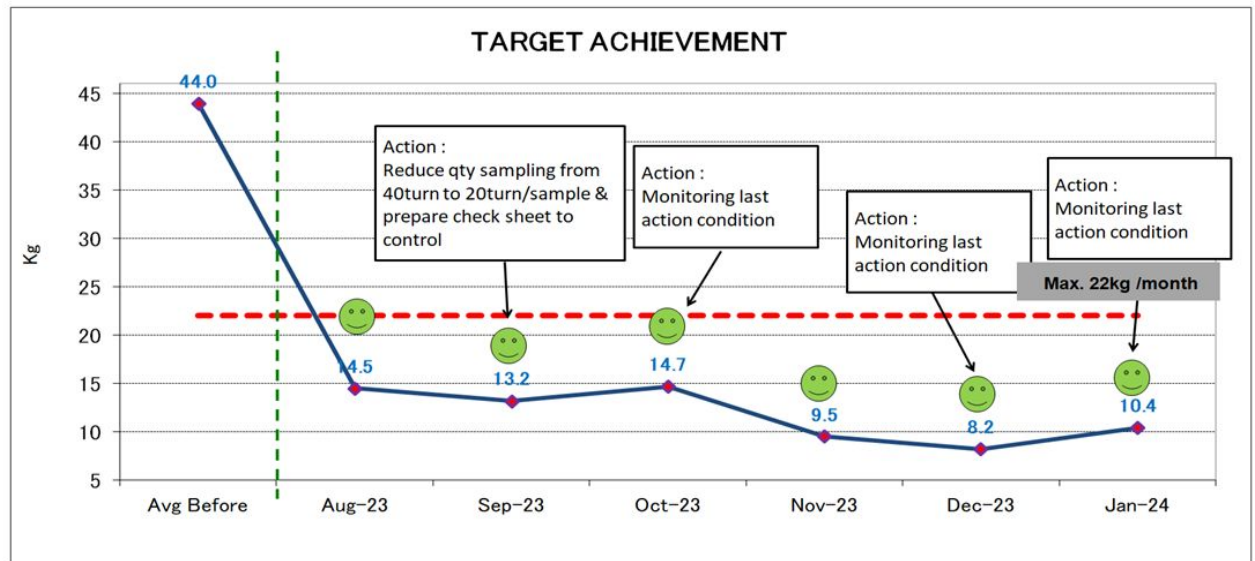 TARGET ACHIEVEMENT
Kg
45
40
35
30
25
20
15
10
5
44.0
14.5
13.2
14.7
9.5
8.2
10.4
Action :
Reduce qty sampling from
40turn to 20turn/sample &
prepare check sheet to
control
Action :
Monitoring last
action condition
Action :
Monitoring last
action condition
Action :
Monitoring last
action condition
Max. 22kg /month
Avg Before
Aug-23
Sep-23
Oct-23
Nov-23
Dec-23
Jan-24